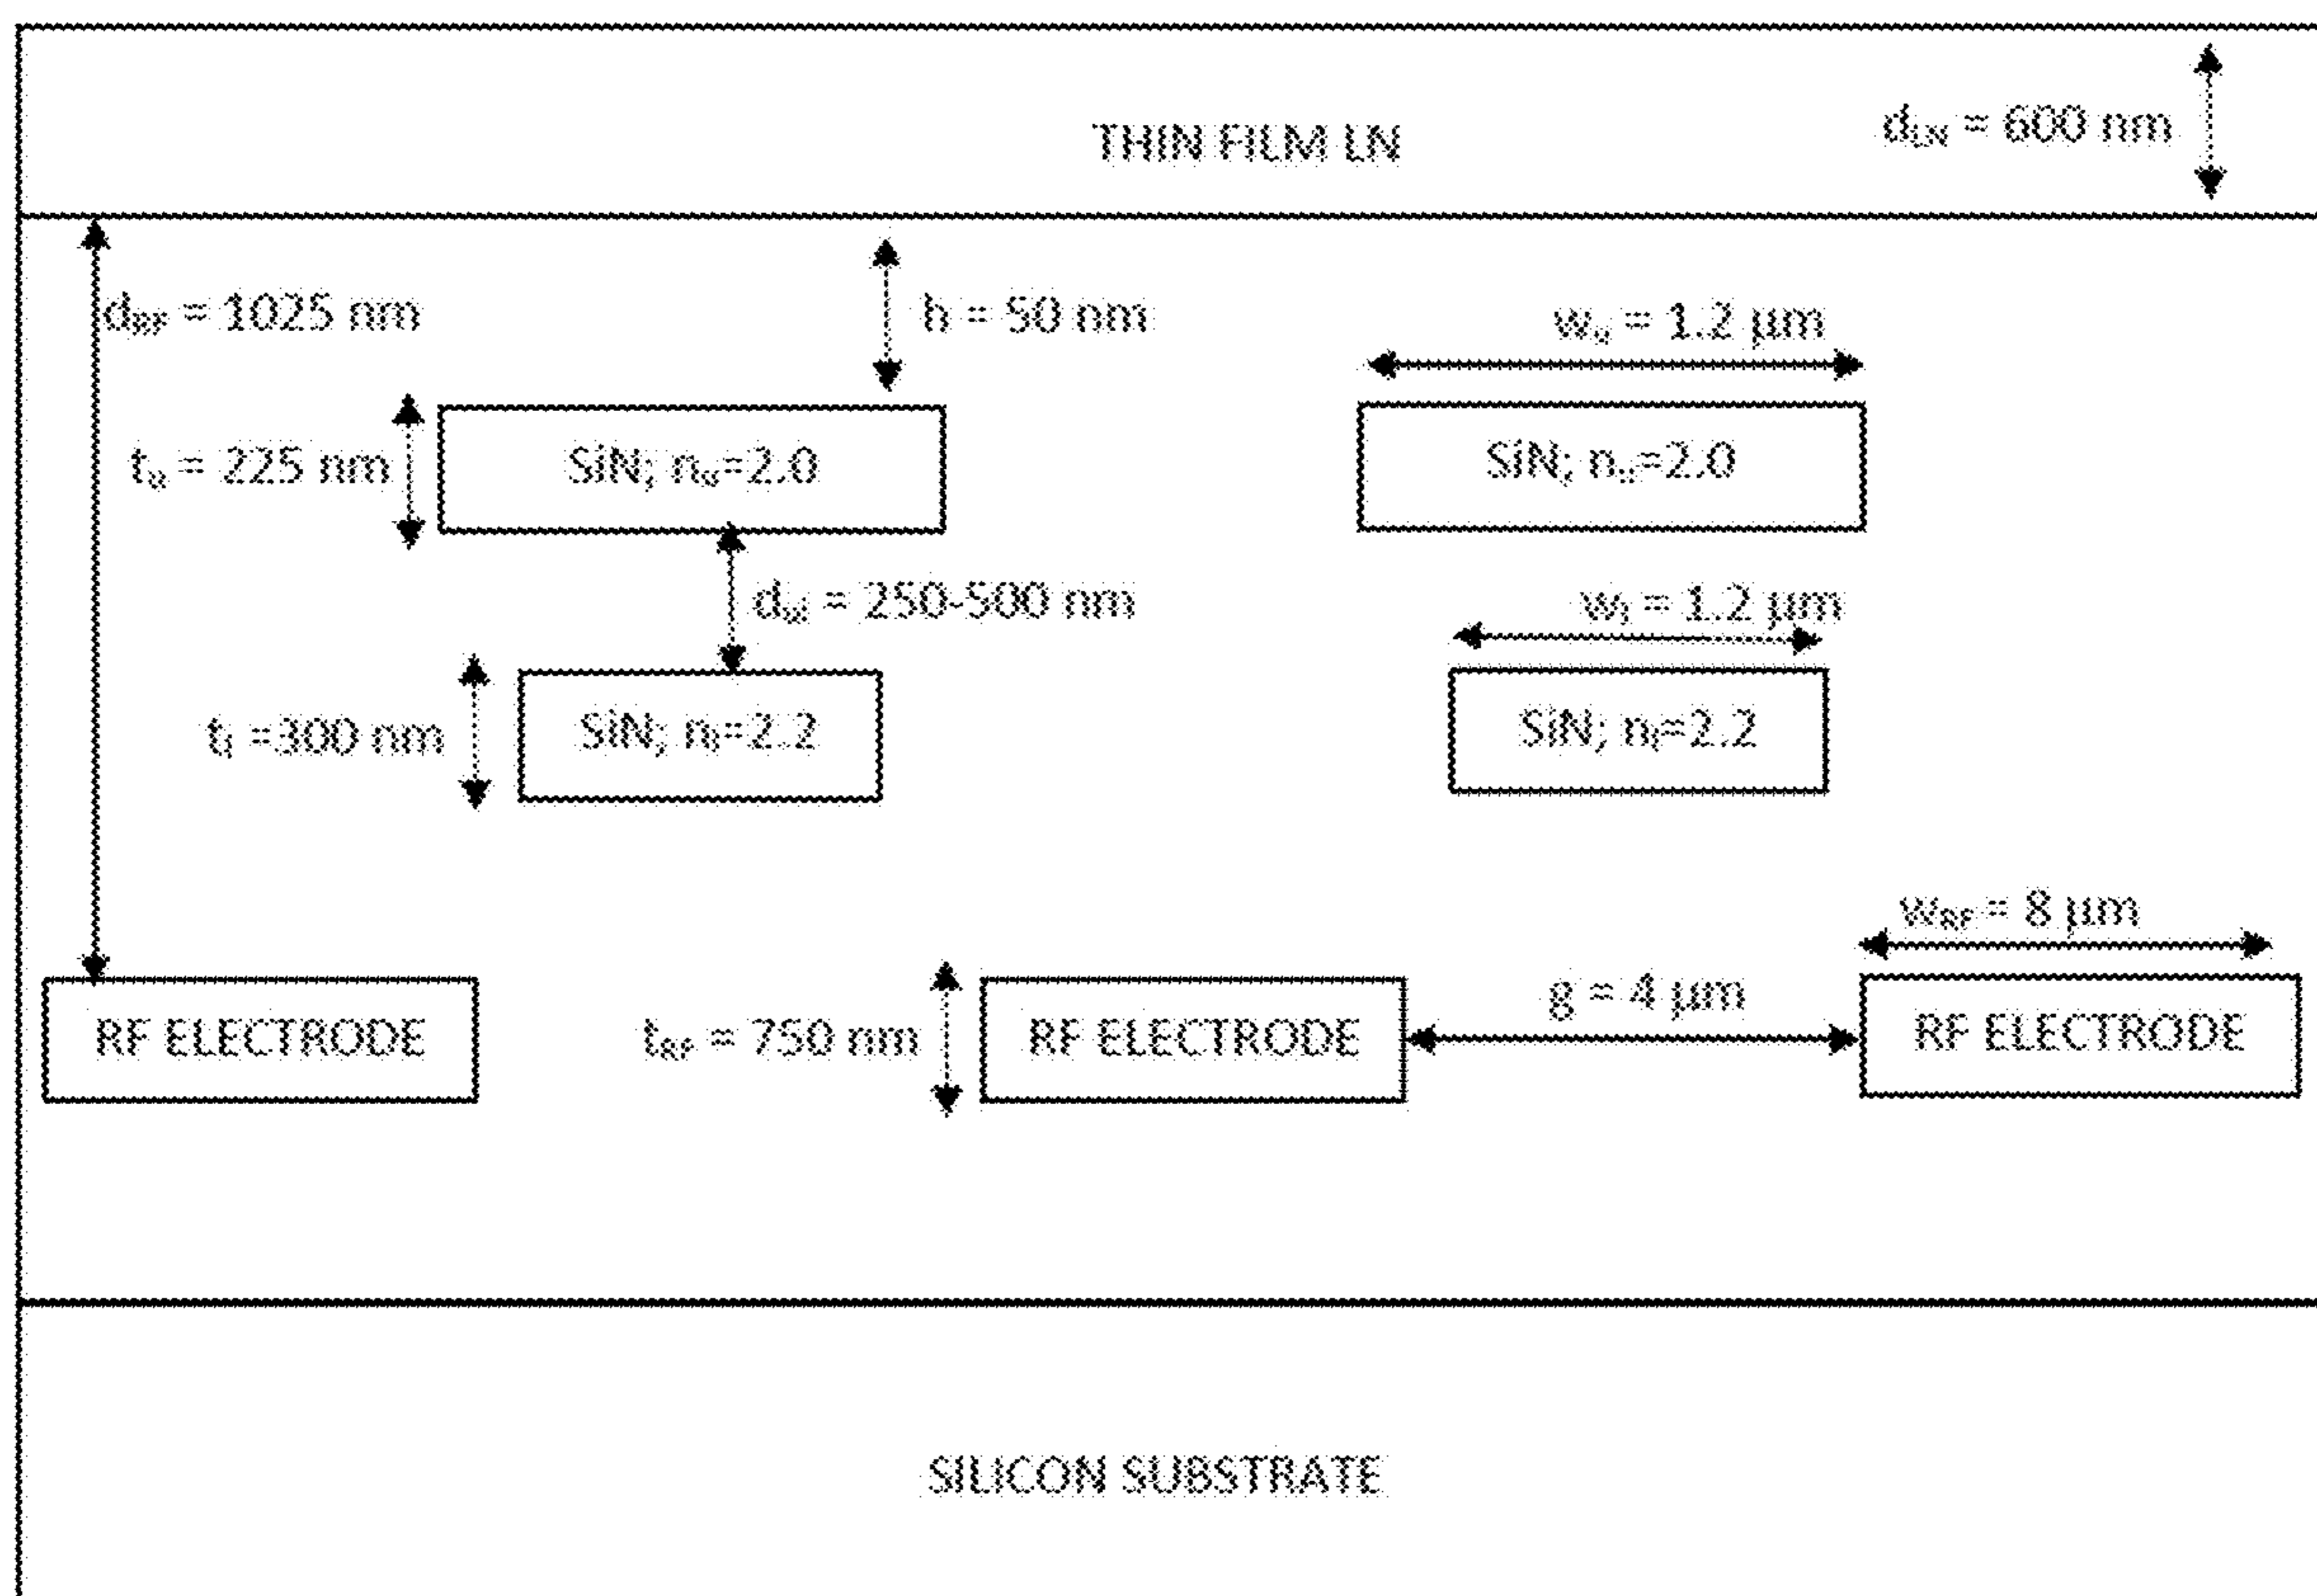 THIN FILM LN
d_LN = 600 nm
d_RF = 1025 nm
h = 50 nm
w_u = 1.2 µm
t_u = 225 nm
SiN; n_u=2.0
SiN; n_u=2.0
d_ul = 250-500 nm
w_l = 1.2 µm
t_l =300 nm
SiN; n_l=2.2
SiN; n_l=2.2
w_RF = 8 µm
RF ELECTRODE
t_RF = 750 nm
RF ELECTRODE
g = 4 µm
RF ELECTRODE
SILICON SUBSTRATE